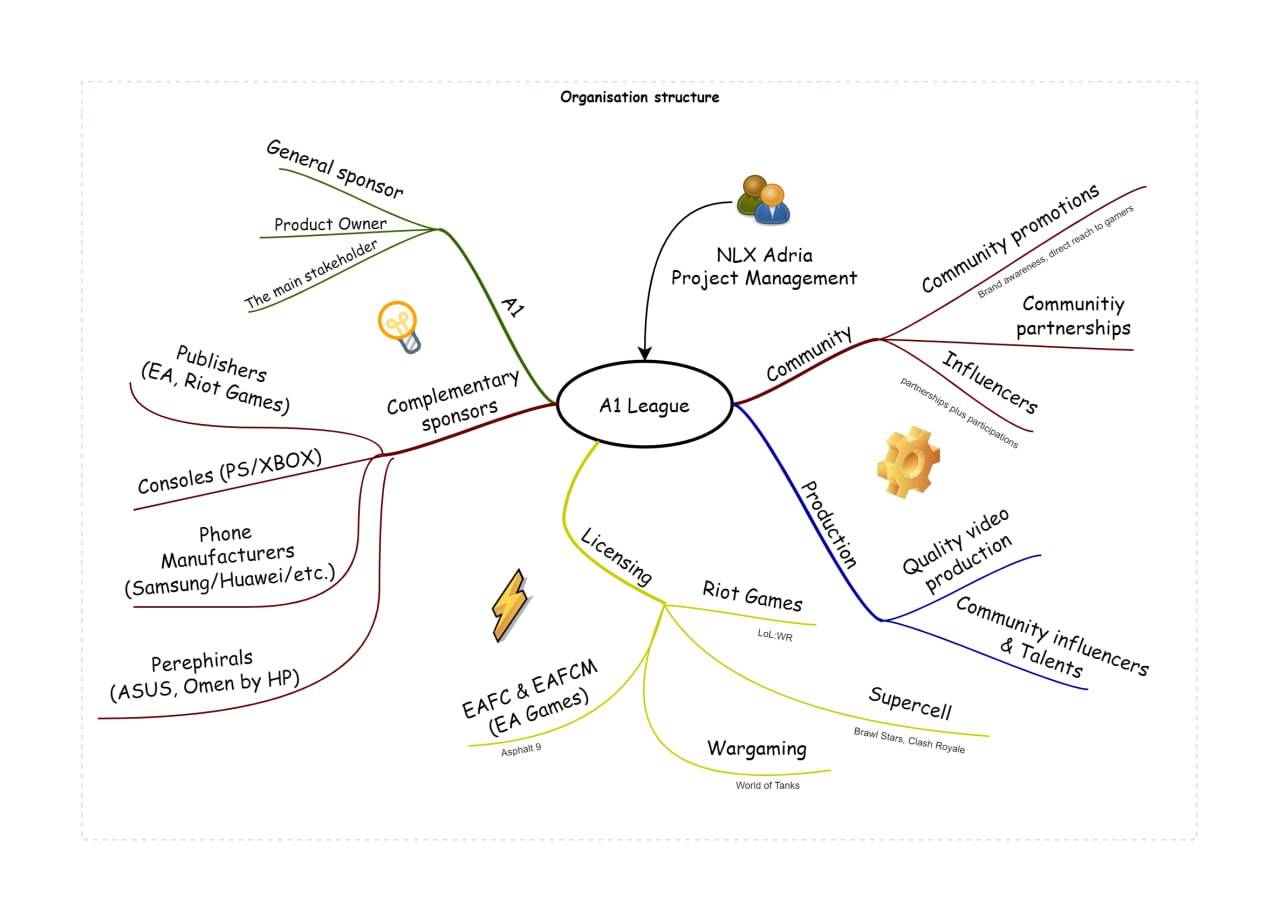 Organisation structure
General sponsor
Product Owner
The main stakeholder
A1
NLX Adria
Project Management
Community promotions
Brand awareness, direct reach to gamers
Communitiy
partnerships
Community
Influencers
partnerships plus participations
Publishers
(EA, Riot Games)
Complementary
sponsors
A1 League
Consoles (PS/XBOX)
Phone
Manufacturers
(Samsung/Huawei/etc.)
Perephirals
(ASUS, Omen by HP)
Licensing
Production
Quality video
production
Community influencers
& Talents
Riot Games
LoL:WR
EAFC & EAFCM
(EA Games)
Asphalt 9
Supercell
Brawl Stars, Clash Royale
Wargaming
World of Tanks